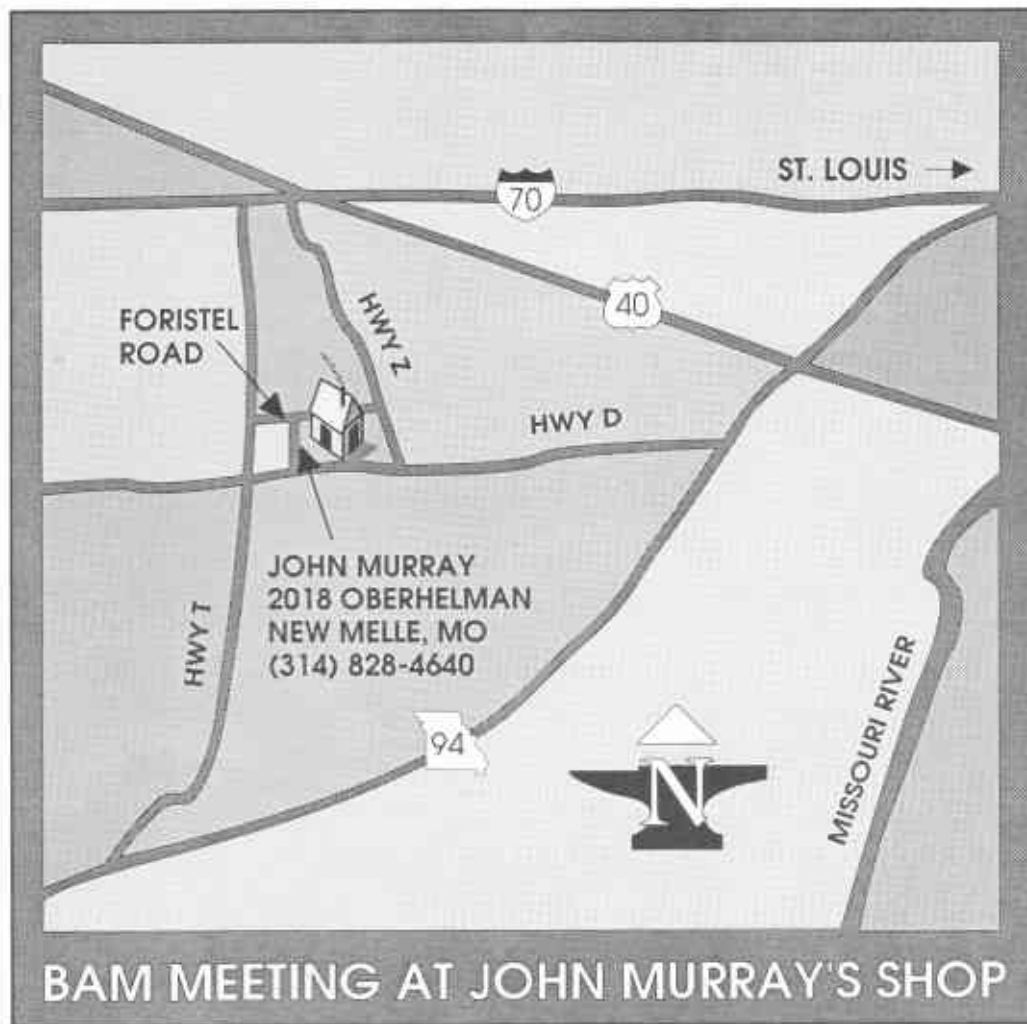 ST. LOUIS
70
40
HWY Z
FORISTEL
ROAD
HWY D
JOHN MURRAY
2018 OBERHELMAN
NEW MELLE, MO
(314) 828-4640
HWY T
94
N
MISSOURI RIVER
BAM MEETING AT JOHN MURRAY'S SHOP